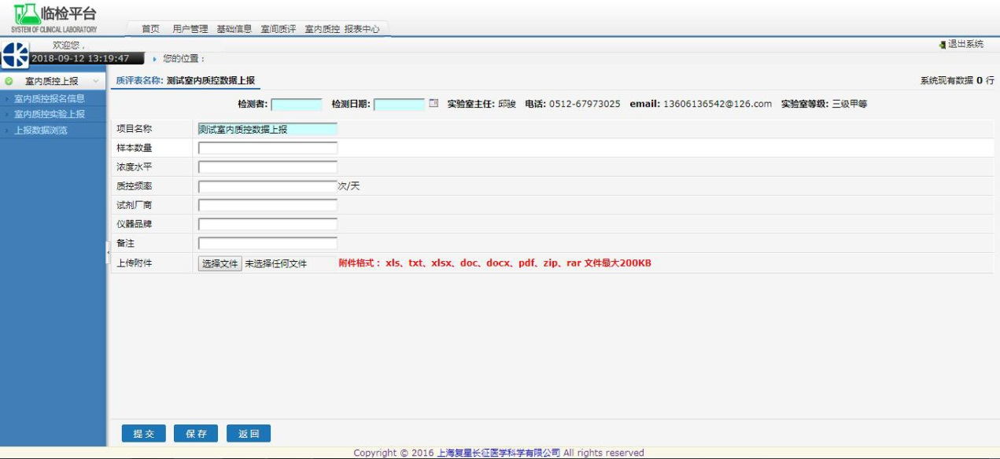 临检平台
SYSTEM OF CLINICAL LABORATORY
首页 用户管理 基础信息 室间质评 室内质控 报表中心
欢迎您， 退出系统
2018-09-12 13:19:47 您的位置：
室内质控上报
室内质控报名信息
室内质控实验上报
上报数据浏览
质评表名称: 测试室内质控数据上报 系统现有数据 0 行
检测者: 检测日期: 实验室主任: 邱骏 电话: 0512-67973025 email: 13606136542@126.com 实验室等级: 三级甲等
项目名称 测试室内质控数据上报
样本数量
浓度水平
质控频率 次/天
试剂厂商
仪器品牌
备注
上传附件 选择文件 未选择任何文件 附件格式： xls、txt、xlsx、doc、docx、pdf、zip、rar 文件最大200KB
提 交 保 存 返 回
Copyright © 2016 上海复星长征医学科学有限公司 All rights reserved